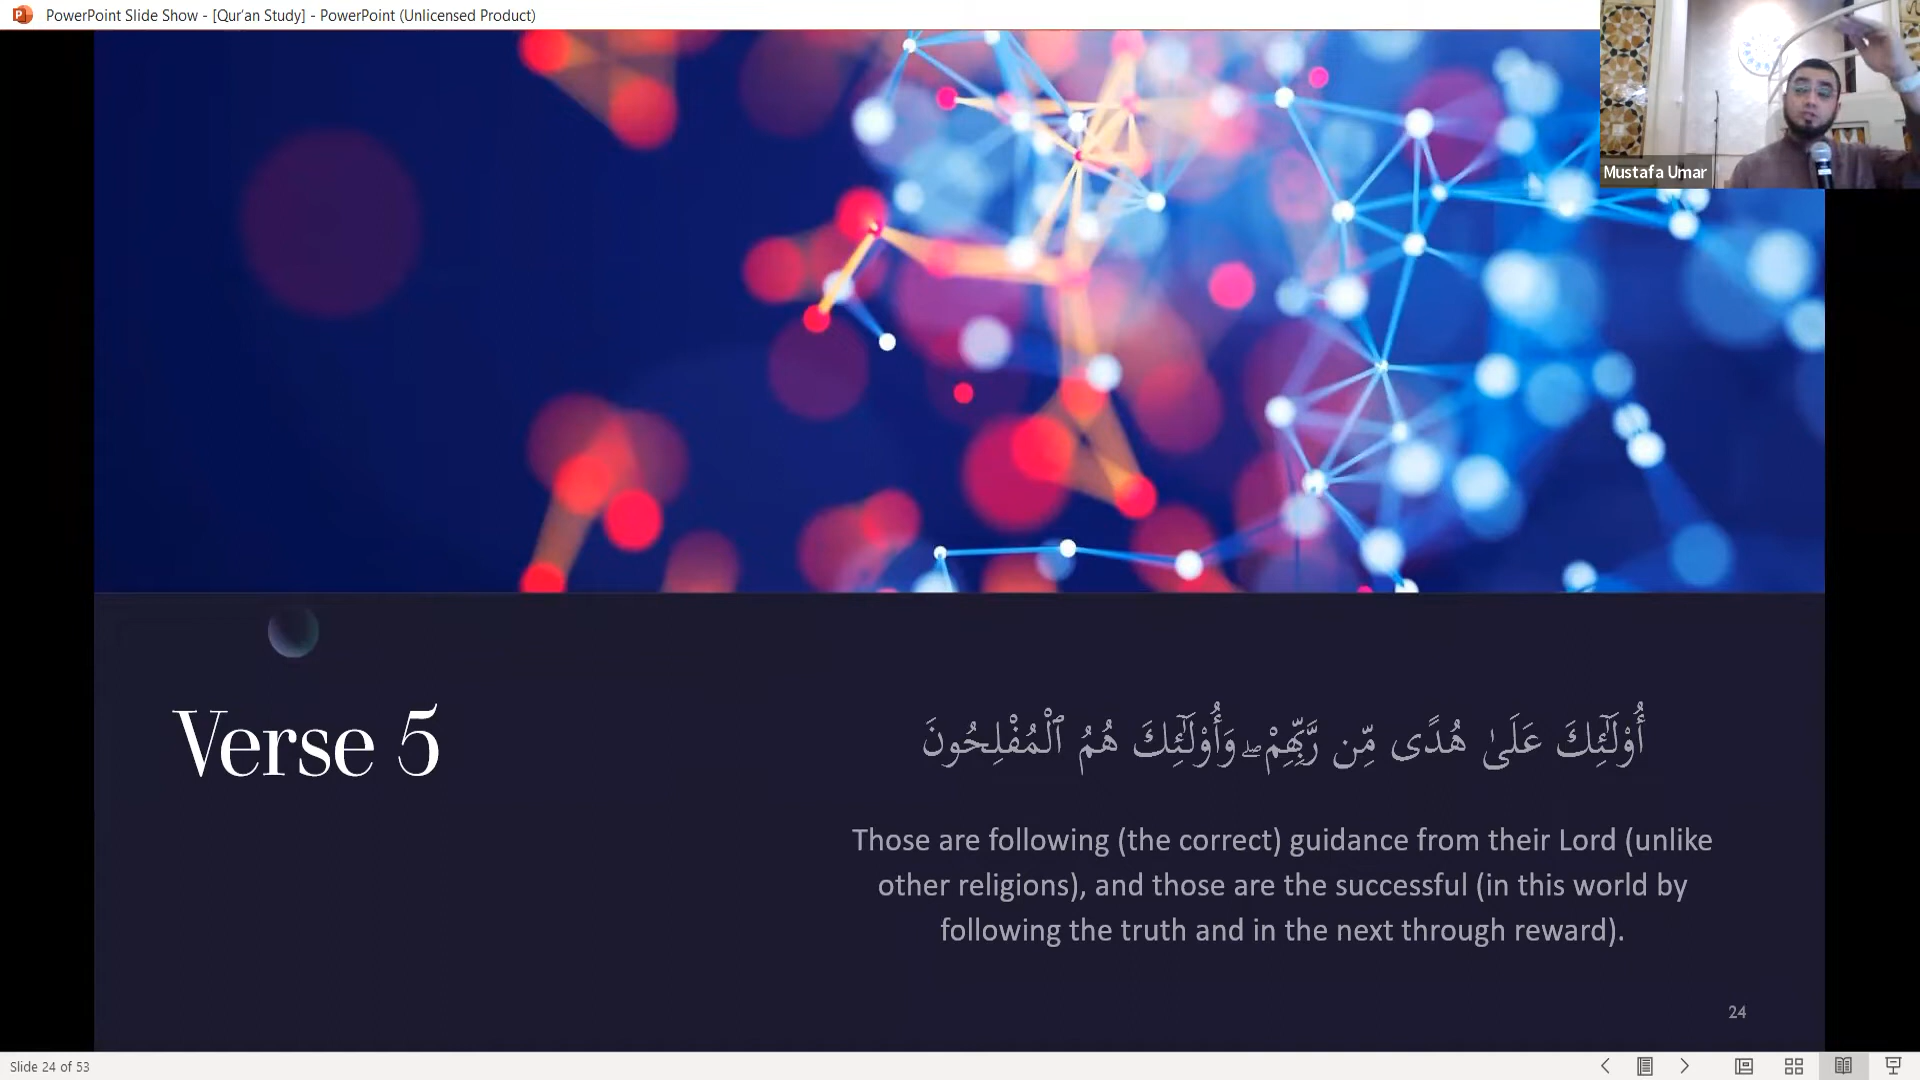 PowerPoint Slide Show - [Qur'an Study] - PowerPoint (Unlicensed Product)
Mustafa Umar
Verse 5
أُو۟لَـٰٓئِكَ عَلَىٰ هُدًى مِّن رَّبِّهِمْ ۖ وَأُو۟لَـٰٓئِكَ هُمُ ٱلْمُفْلِحُونَ
Those are following (the correct) guidance from their Lord (unlike
other religions), and those are the successful (in this world by
following the truth and in the next through reward).
24
Slide 24 of 53